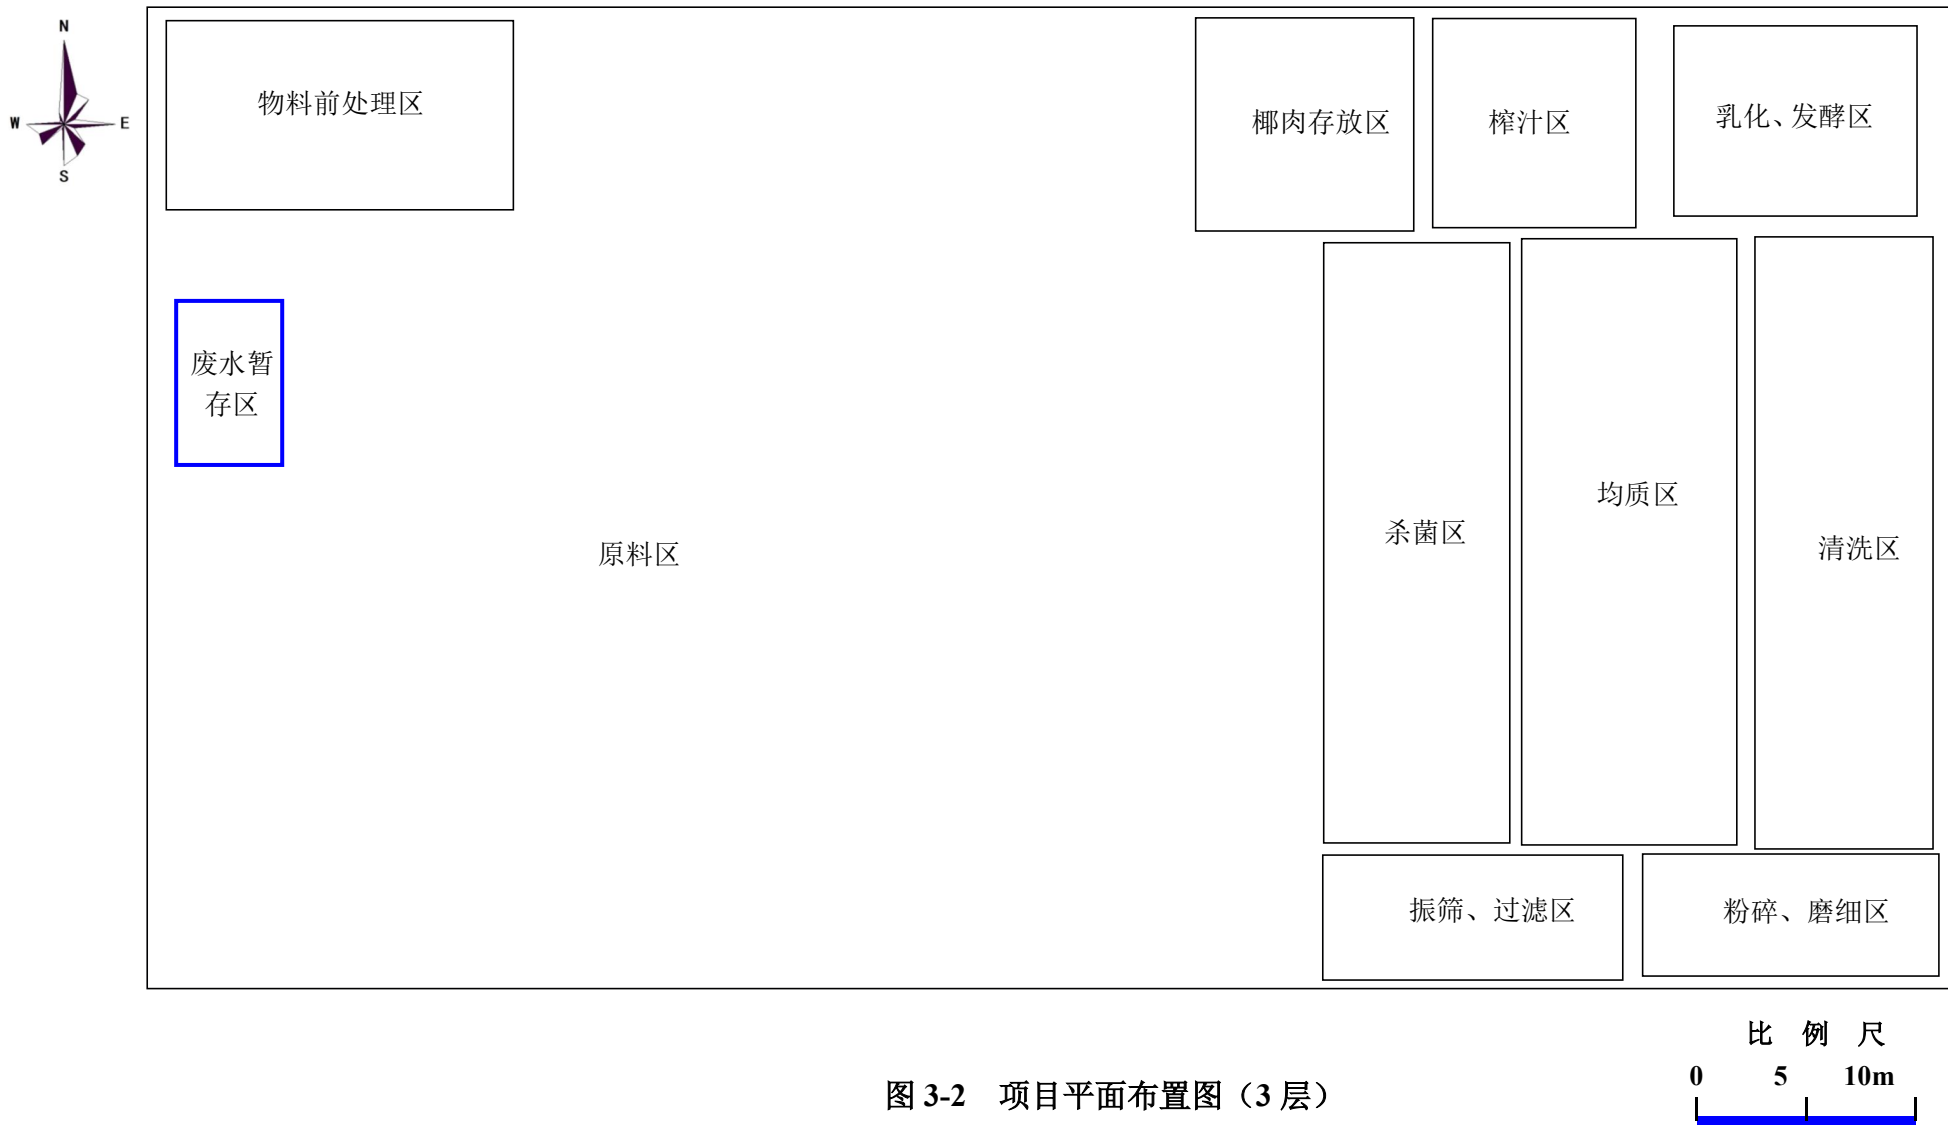 N
W
E
S
物料前处理区
椰肉存放区
榨汁区
乳化、发酵区
废水暂
存区
原料区
杀菌区
均质区
清洗区
振筛、过滤区
粉碎、磨细区
比 例 尺
0 5 10m
图 3-2 项目平面布置图（3 层）